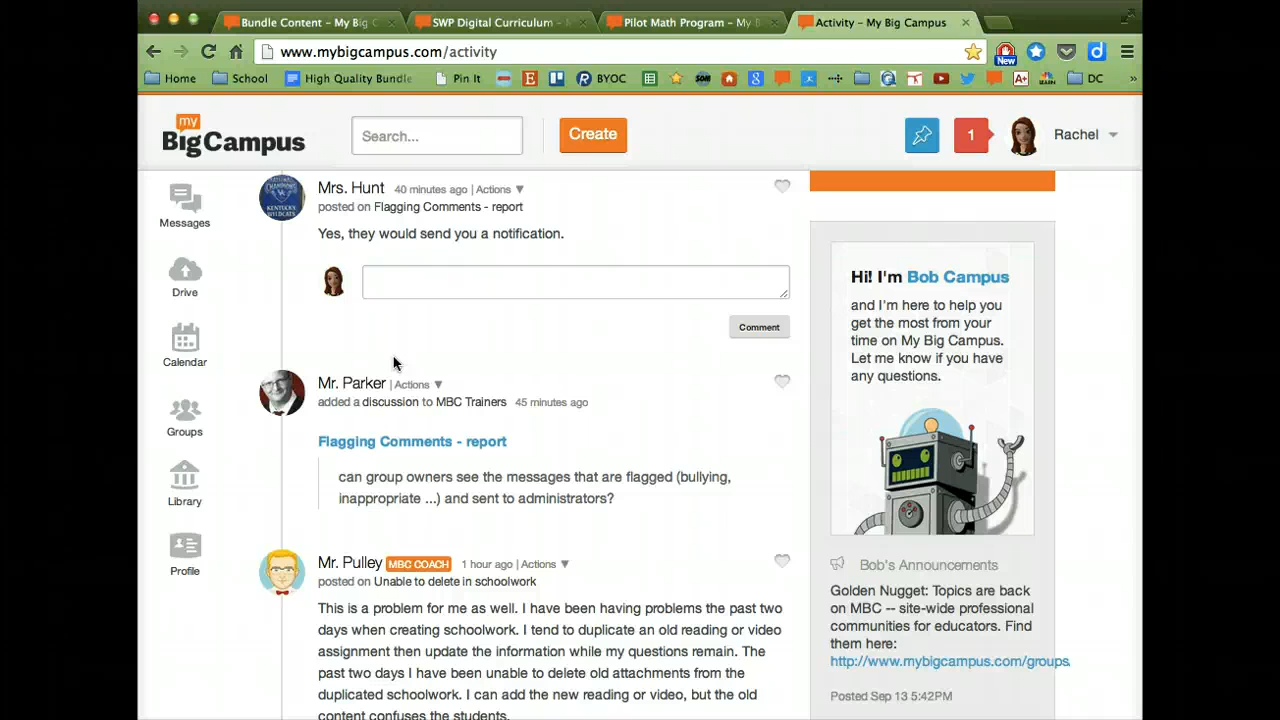 Bundle Content - My Big C
SWP Digital Curriculum -
Pilot Math Program - My B
Activity - My Big Campus
www.mybigcampus.com/activity
New
Home
School
High Quality Bundle
Pin It
BYOC
DC
my
BigCampus
Search...
Create
1
Rachel
Messages
Drive
Calendar
Groups
Library
Profile
Mrs. Hunt 40 minutes ago | Actions ▼
posted on Flagging Comments - report
Yes, they would send you a notification.
Comment
Mr. Parker | Actions ▼
added a discussion to MBC Trainers 45 minutes ago
Flagging Comments - report
can group owners see the messages that are flagged (bullying,
inappropriate ...) and sent to administrators?
Mr. Pulley MBC COACH 1 hour ago | Actions ▼
posted on Unable to delete in schoolwork
This is a problem for me as well. I have been having problems the past two
days when creating schoolwork. I tend to duplicate an old reading or video
assignment then update the information while my questions remain. The
past two days I have been unable to delete old attachments from the
duplicated schoolwork. I can add the new reading or video, but the old
content confuses the students.
Hi! I'm Bob Campus
and I'm here to help you
get the most from your
time on My Big Campus.
Let me know if you have
any questions.
Bob's Announcements
Golden Nugget: Topics are back
on MBC -- site-wide professional
communities for educators. Find
them here:
http://www.mybigcampus.com/groups.
Posted Sep 13 5:42PM